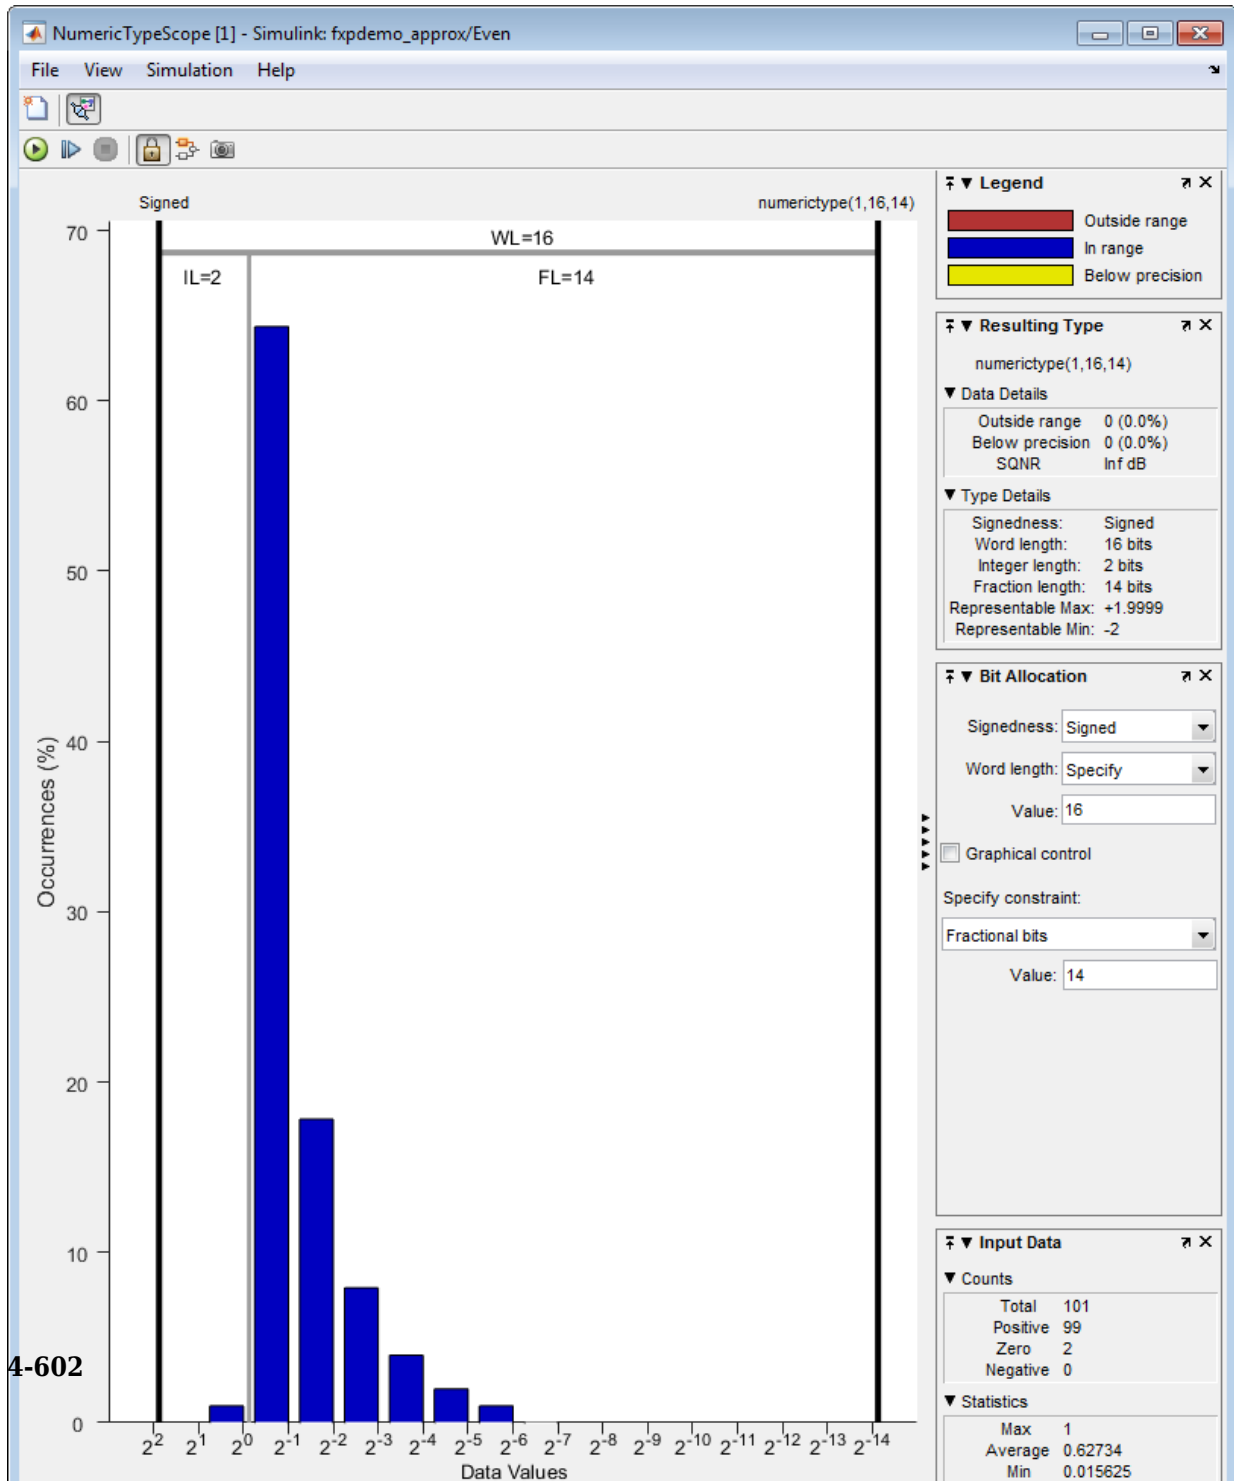 NumericTypeScope [1] - Simulink: fxpdemo_approx/Even
File View Simulation Help
Signed numerictype(1,16,14)
WL=16
IL=2 FL=14
70
60
50
40
30
20
10
0
Occurrences (%)
2^2 2^1 2^0 2^-1 2^-2 2^-3 2^-4 2^-5 2^-6 2^-7 2^-8 2^-9 2^-10 2^-11 2^-12 2^-13 2^-14
Data Values
4-602
Legend
Outside range
In range
Below precision
Resulting Type
numerictype(1,16,14)
Data Details
Outside range 0 (0.0%)
Below precision 0 (0.0%)
SQNR Inf dB
Type Details
Signedness: Signed
Word length: 16 bits
Integer length: 2 bits
Fraction length: 14 bits
Representable Max: +1.9999
Representable Min: -2
Bit Allocation
Signedness: Signed
Word length: Specify
Value: 16
Graphical control
Specify constraint:
Fractional bits
Value: 14
Input Data
Counts
Total 101
Positive 99
Zero 2
Negative 0
Statistics
Max 1
Average 0.62734
Min 0.015625